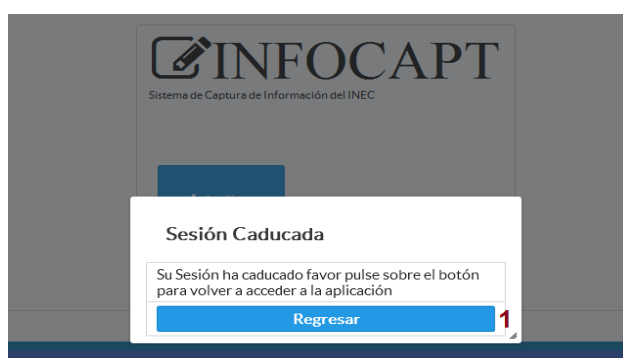 INFOCAPT
Sistema de Captura de Información del INEC
Sesión Caducada
Su Sesión ha caducado favor pulse sobre el botón
para volver a acceder a la aplicación
Regresar 1